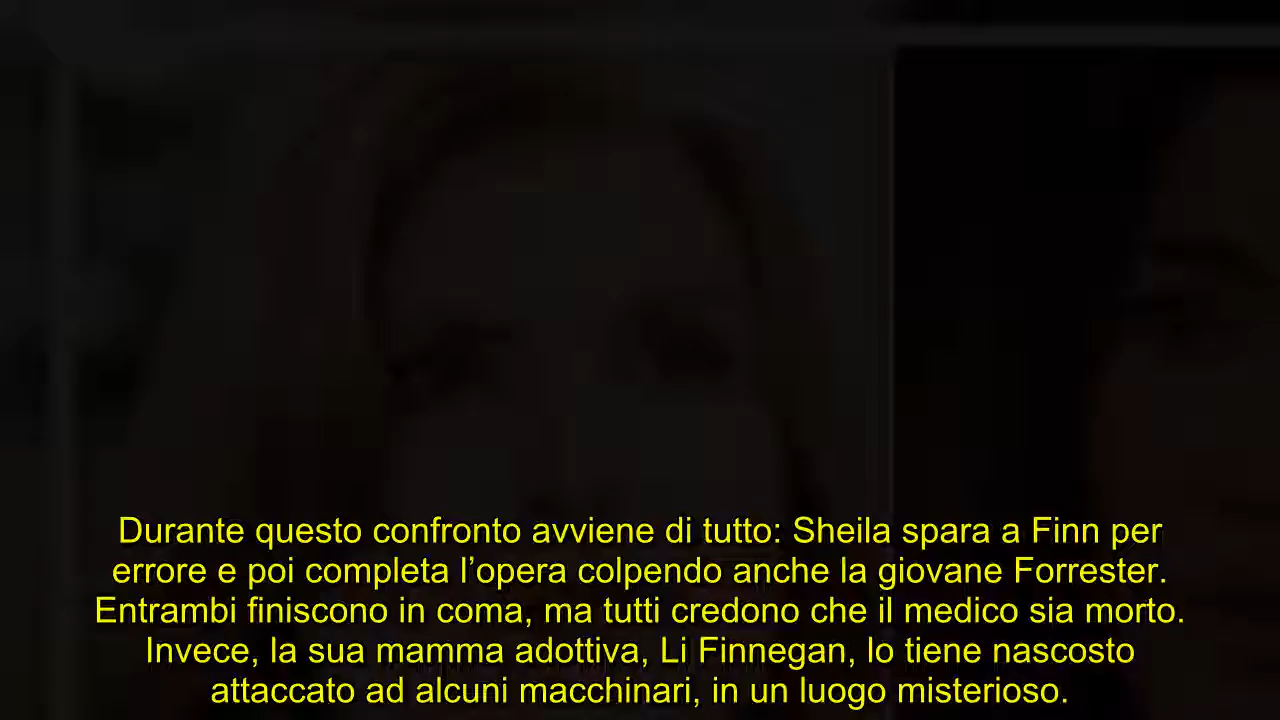 Durante questo confronto avviene di tutto: Sheila spara a Finn per
errore e poi completa l’opera colpendo anche la giovane Forrester.
Entrambi finiscono in coma, ma tutti credono che il medico sia morto.
Invece, la sua mamma adottiva, Li Finnegan, lo tiene nascosto
attaccato ad alcuni macchinari, in un luogo misterioso.